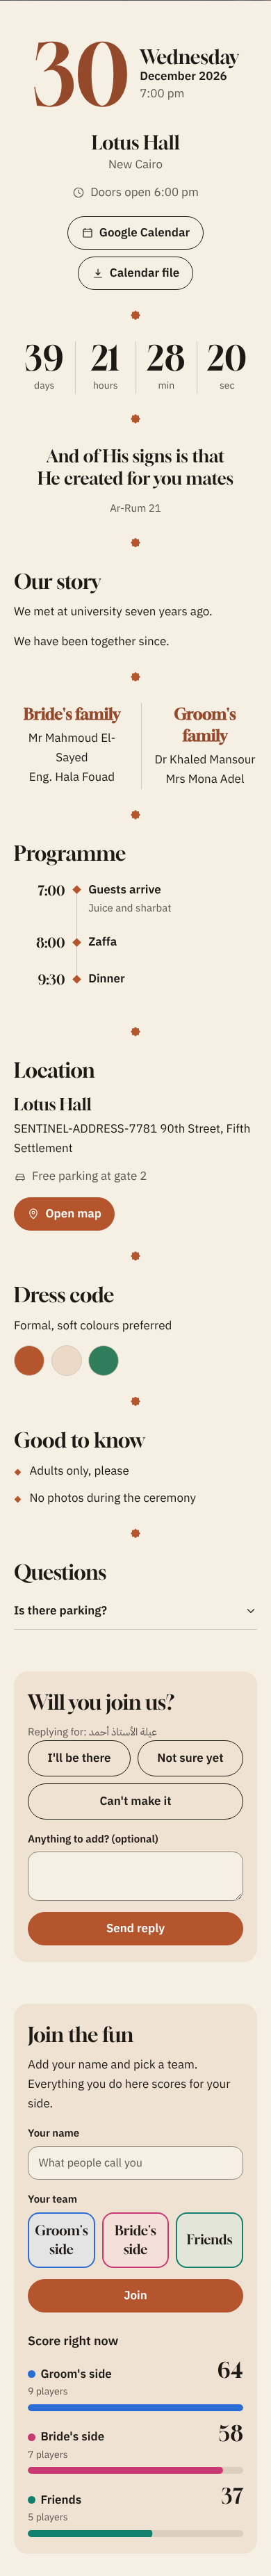 30
Wednesday
December 2026
7:00 pm
Lotus Hall
New Cairo
Doors open 6:00 pm
Google Calendar
Calendar file
39 21 28 20
days hours min sec
And of His signs is that
He created for you mates
Ar-Rum 21
Our story
We met at university seven years ago.
We have been together since.
Bride's family
Mr Mahmoud El-
Sayed
Eng. Hala Fouad
Groom's
family
Dr Khaled Mansour
Mrs Mona Adel
Programme
7:00 Guests arrive
Juice and sharbat
8:00 Zaffa
9:30 Dinner
Location
Lotus Hall
SENTINEL-ADDRESS-7781 90th Street, Fifth
Settlement
Free parking at gate 2
Open map
Dress code
Formal, soft colours preferred
Good to know
Adults only, please
No photos during the ceremony
Questions
Is there parking?
Will you join us?
Replying for: عيلة الأستاذ أحمد
I'll be there Not sure yet
Can't make it
Anything to add? (optional)
Send reply
Join the fun
Add your name and pick a team.
Everything you do here scores for your
side.
Your name
What people call you
Your team
Groom's
side
Bride's
side
Friends
Join
Score right now
Groom's side 64
9 players
Bride's side 58
7 players
Friends 37
5 players